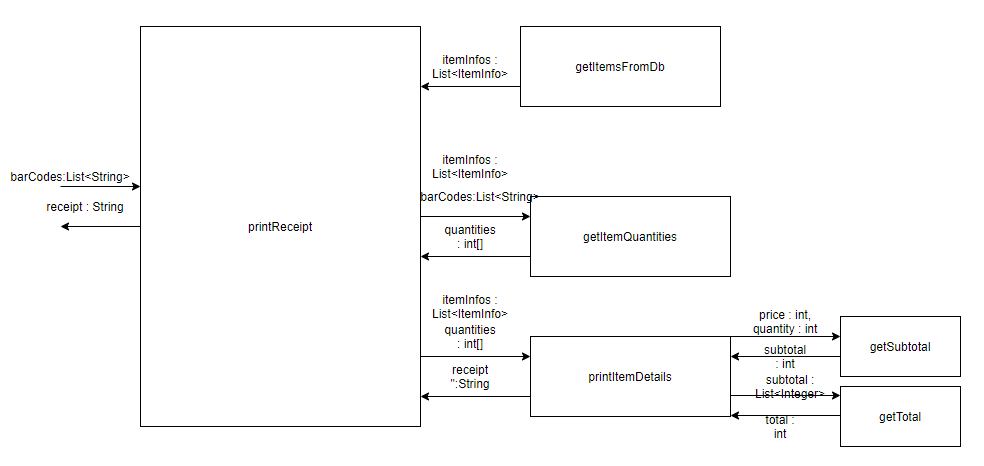 itemInfos :
List<ItemInfo>
getItemsFromDb
itemInfos :
List<ItemInfo>
barCodes:List<String>
barCodes:List<String>
receipt : String
printReceipt
quantities
: int[]
getItemQuantities
itemInfos :
List<ItemInfo>
quantities
: int[]
receipt
":String
printItemDetails
price : int,
quantity : int
getSubtotal
subtotal
: int
subtotal :
List<Integer>
getTotal
total :
int